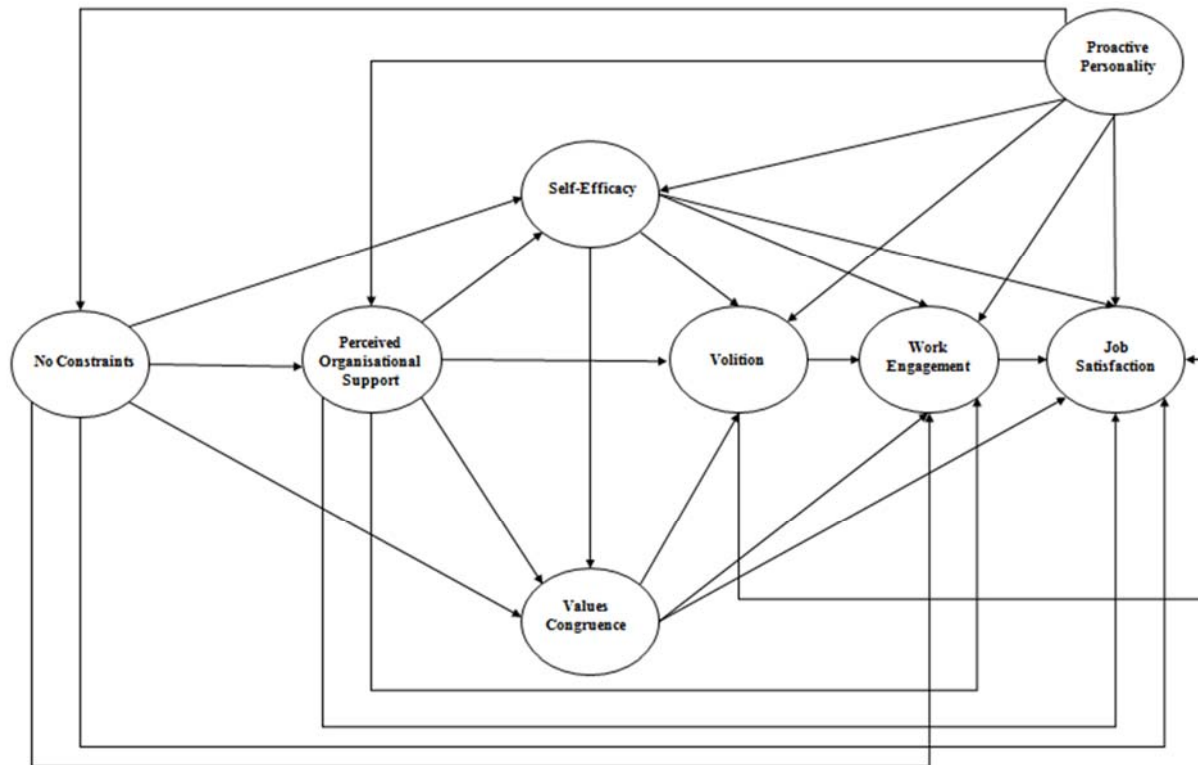 Proactive
Personality
Self-Efficacy
No Constraints
Perceived
Organisational
Support
Volition
Work
Engagement
Job
Satisfaction
Values
Congruence